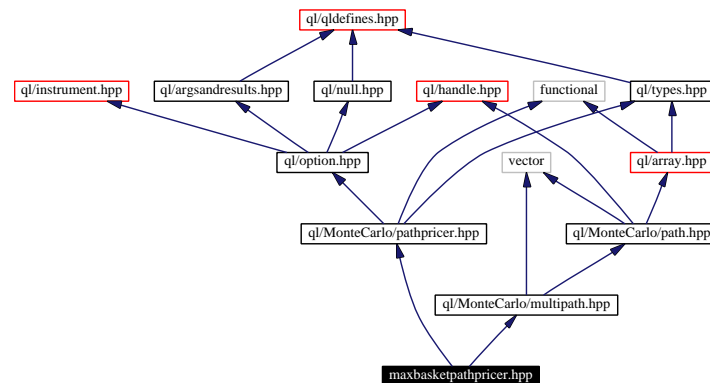 ql/qldefines.hpp
ql/instrument.hpp
ql/argsandresults.hpp
ql/null.hpp
ql/handle.hpp
functional
ql/types.hpp
ql/option.hpp
vector
ql/array.hpp
ql/MonteCarlo/pathpricer.hpp
ql/MonteCarlo/path.hpp
ql/MonteCarlo/multipath.hpp
maxbasketpathpricer.hpp